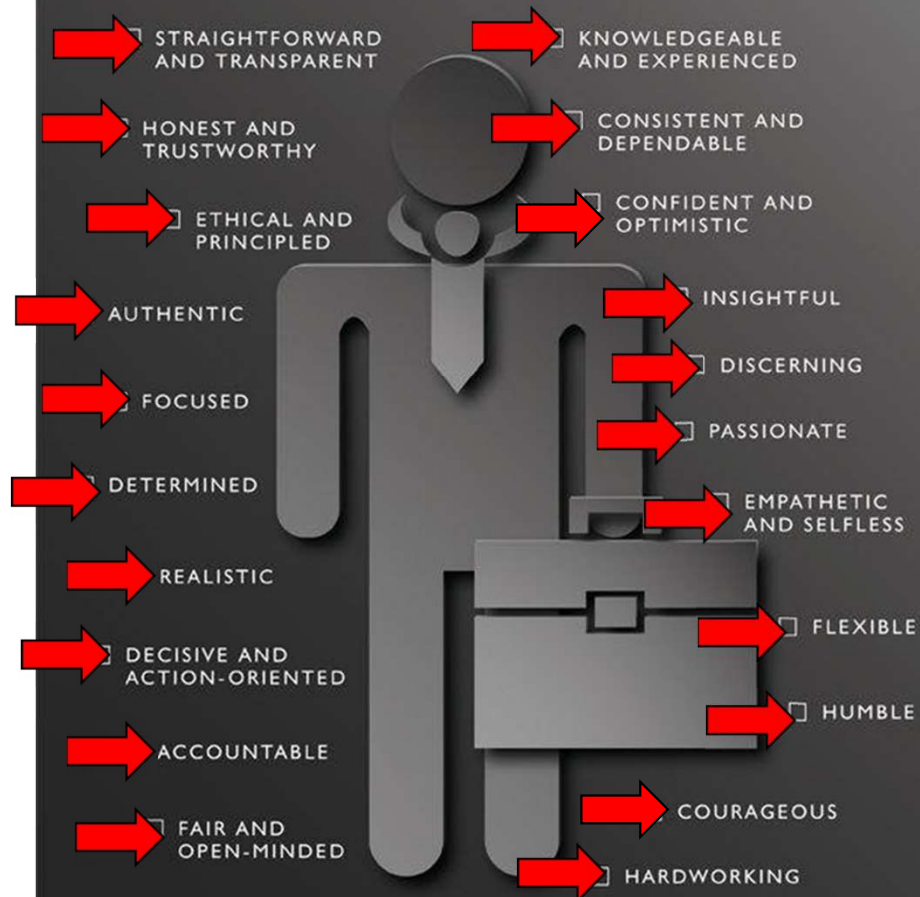 STRAIGHTFORWARD
AND TRANSPARENT
HONEST AND
TRUSTWORTHY
ETHICAL AND
PRINCIPLED
AUTHENTIC
FOCUSED
DETERMINED
REALISTIC
DECISIVE AND
ACTION-ORIENTED
ACCOUNTABLE
FAIR AND
OPEN-MINDED
KNOWLEDGEABLE
AND EXPERIENCED
CONSISTENT AND
DEPENDABLE
CONFIDENT AND
OPTIMISTIC
INSIGHTFUL
DISCERNING
PASSIONATE
EMPATHETIC
AND SELFLESS
FLEXIBLE
HUMBLE
COURAGEOUS
HARDWORKING